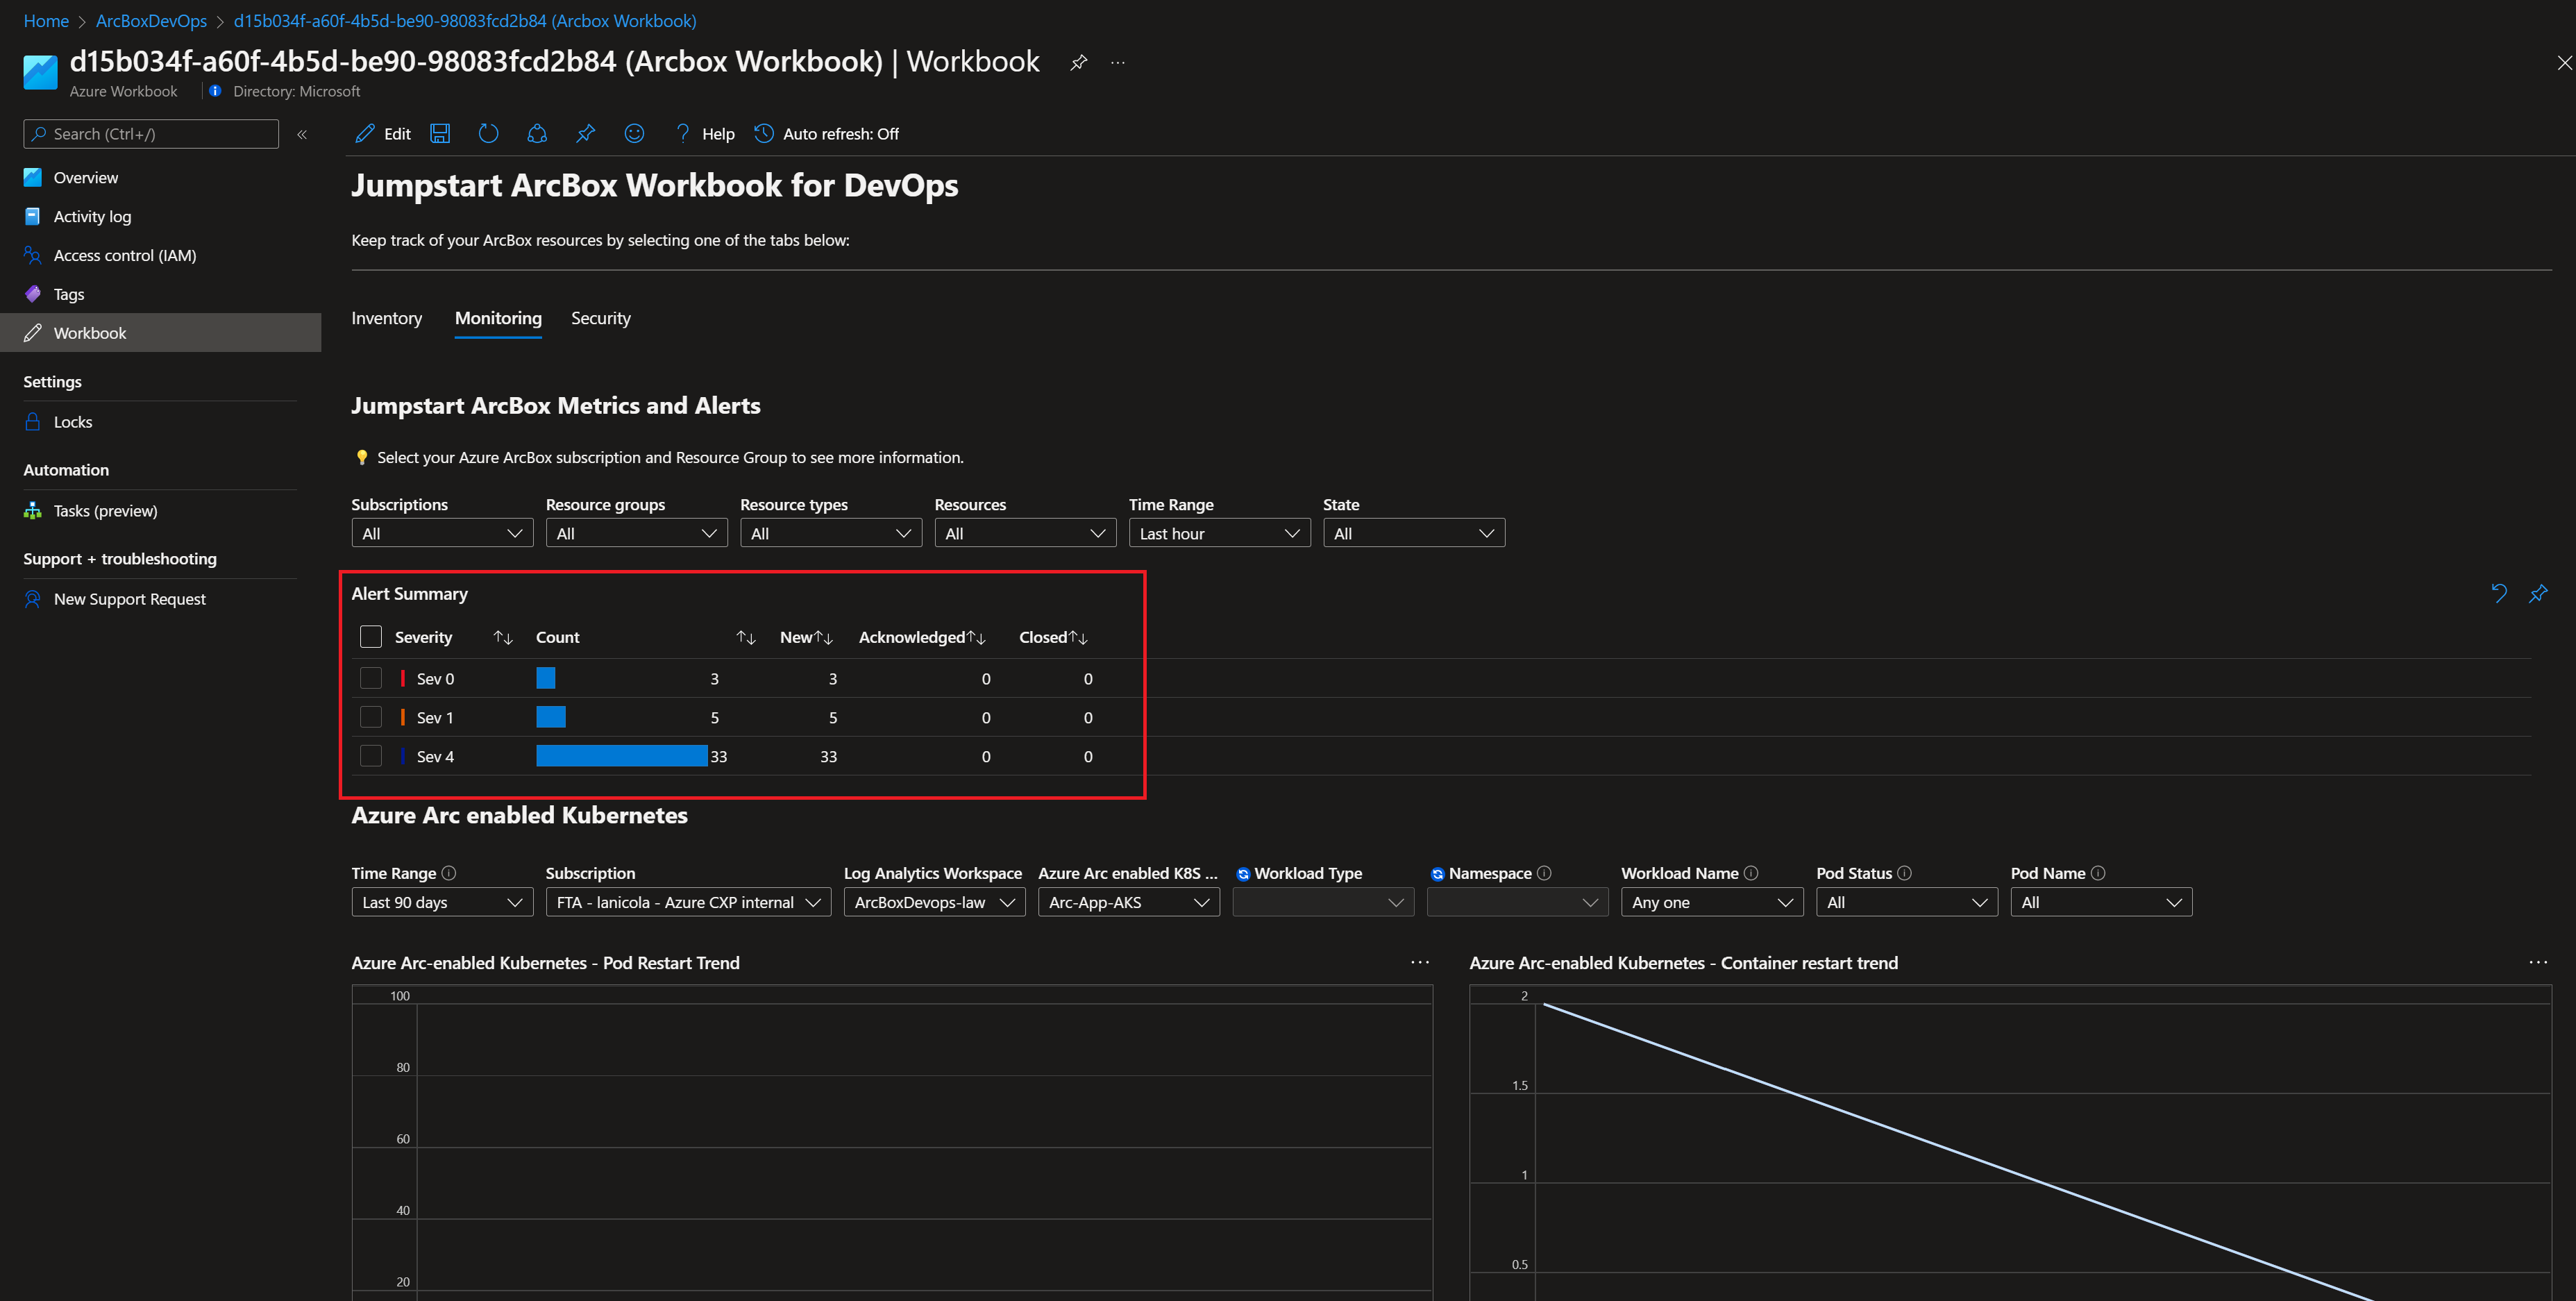 Home > ArcBoxDevOps > d15b034f-a60f-4b5d-be90-98083fcd2b84 (Arcbox Workbook)
d15b034f-a60f-4b5d-be90-98083fcd2b84 (Arcbox Workbook) | Workbook ...
Azure Workbook | Directory: Microsoft
Search (Ctrl+/) «
Overview
Activity log
Access control (IAM)
Tags
Workbook
Settings
Locks
Automation
Tasks (preview)
Support + troubleshooting
New Support Request
Edit ? Help Auto refresh: Off
Jumpstart ArcBox Workbook for DevOps
Keep track of your ArcBox resources by selecting one of the tabs below:
Inventory Monitoring Security
Jumpstart ArcBox Metrics and Alerts
💡 Select your Azure ArcBox subscription and Resource Group to see more information.
Subscriptions Resource groups Resource types Resources Time Range State
All All All All Last hour All
Alert Summary
Severity ↑↓ Count ↑↓ New↑↓ Acknowledged↑↓ Closed↑↓
Sev 0 3 3 0 0
Sev 1 5 5 0 0
Sev 4 33 33 0 0
Azure Arc enabled Kubernetes
Time Range Subscription Log Analytics Workspace Azure Arc enabled K8S ... Workload Type Namespace Workload Name Pod Status Pod Name
Last 90 days FTA - lanicola - Azure CXP internal ArcBoxDevops-law Arc-App-AKS Any one All All
Azure Arc-enabled Kubernetes - Pod Restart Trend ...
100
80
60
40
20
Azure Arc-enabled Kubernetes - Container restart trend ...
2
1.5
1
0.5